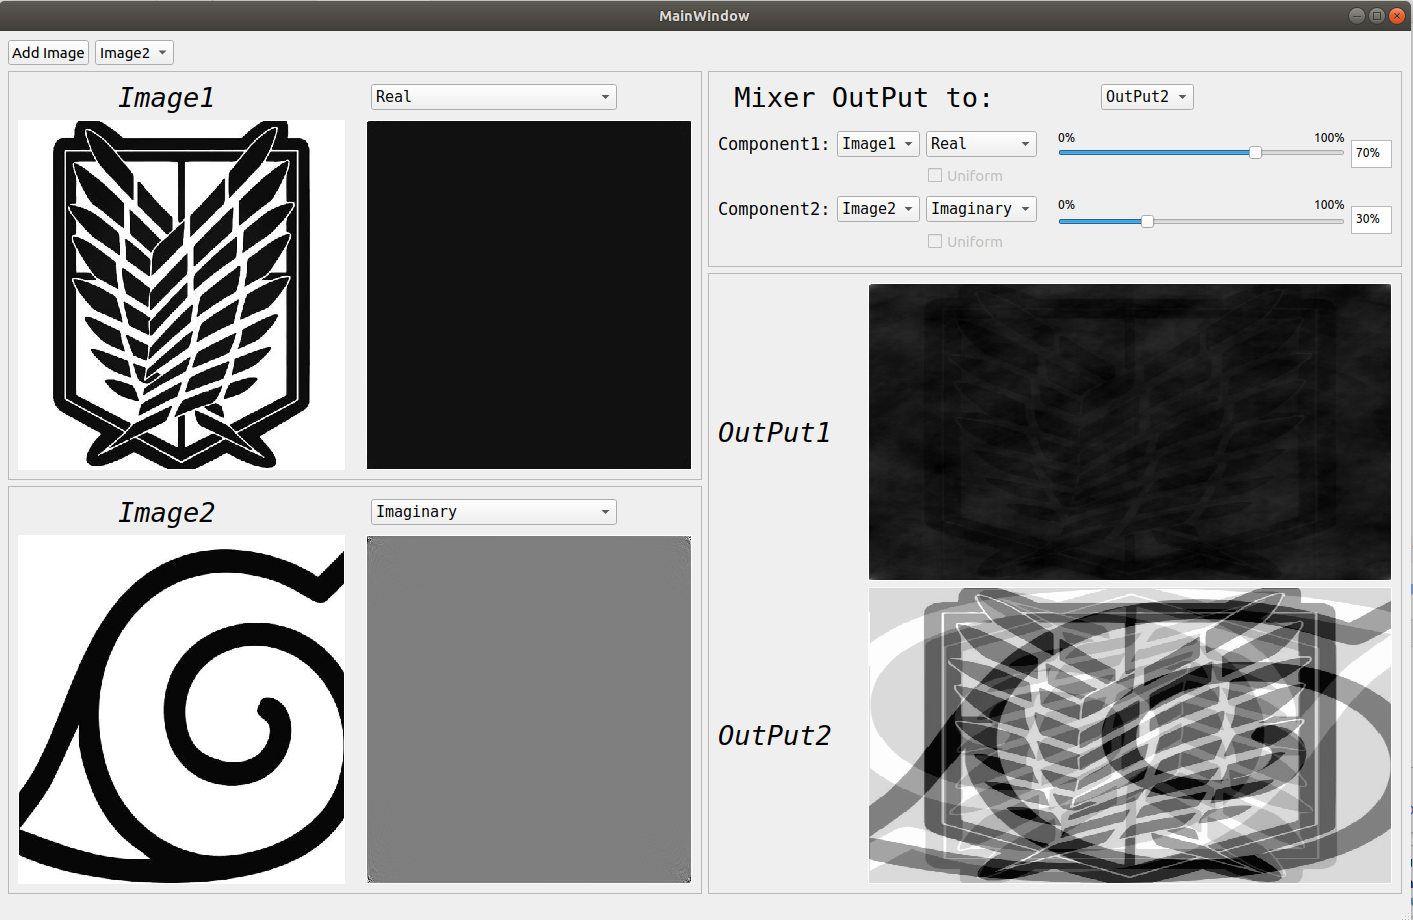 MainWindow
Add Image Image2
Image1 Real
Mixer OutPut to: OutPut2
Component1: Image1 Real 0% 100% 70%
Uniform
Component2: Image2 Imaginary 0% 100% 30%
Uniform
OutPut1
Image2 Imaginary
OutPut2